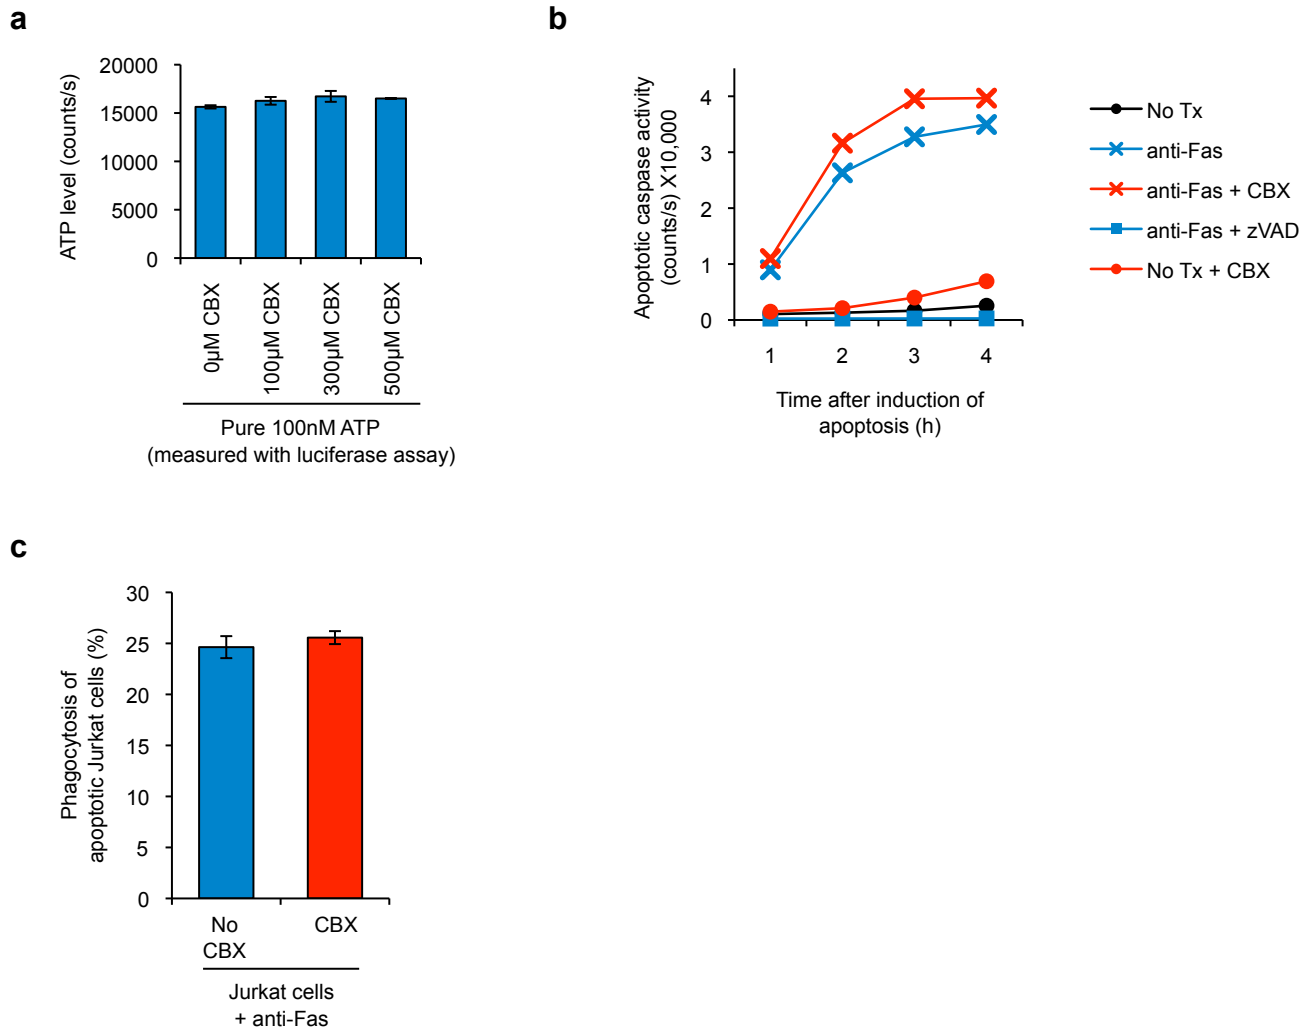 a
ATP level (counts/s)
20000
15000
10000
5000
0
0µM CBX
100µM CBX
300µM CBX
500µM CBX
Pure 100nM ATP
(measured with luciferase assay)
b
Apoptotic caspase activity
(counts/s) X10,000
4
3
2
1
0
1 2 3 4
Time after induction of
apoptosis (h)
No Tx
anti-Fas
anti-Fas + CBX
anti-Fas + zVAD
No Tx + CBX
c
Phagocytosis of
apoptotic Jurkat cells (%)
30
25
20
15
10
5
0
No
CBX
CBX
Jurkat cells
+ anti-Fas